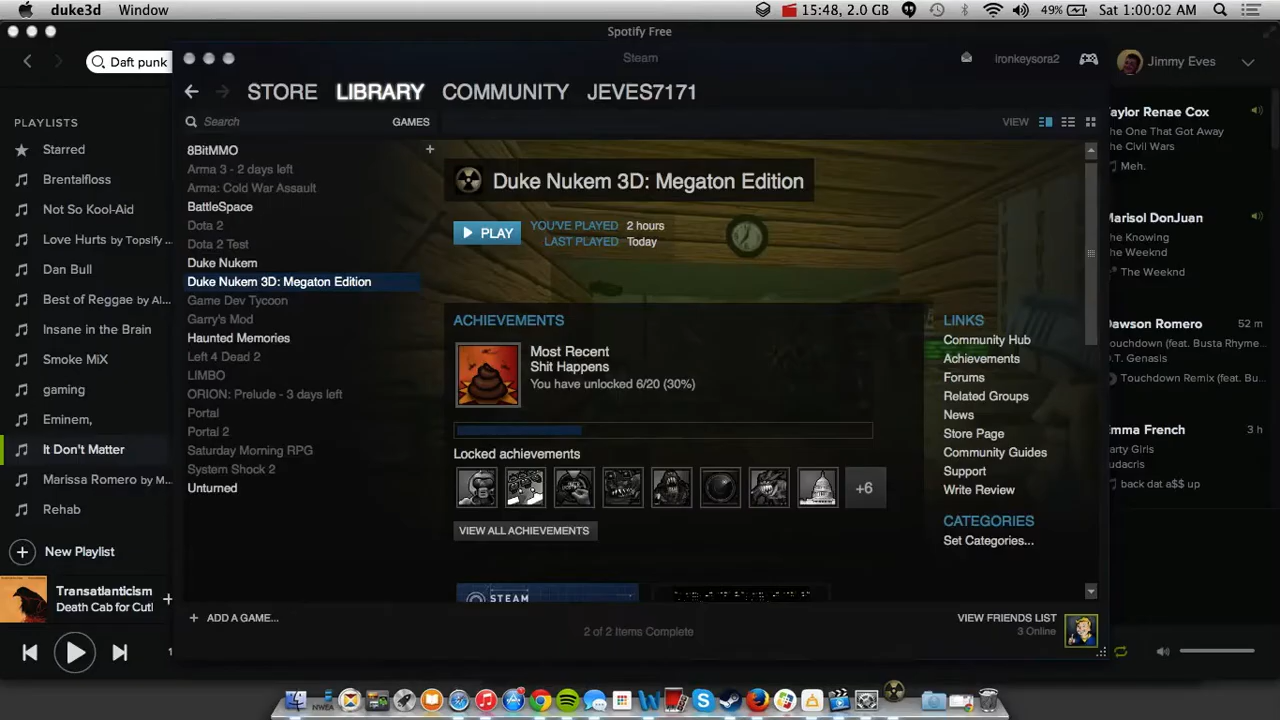 duke3d Window
15:48, 2.0 GB
49%
Sat 1:00:02 AM
Spotify Free
Daft punk
Jimmy Eves
Steam
ironkeysora2
STORE LIBRARY COMMUNITY JEVES7171
Search
GAMES
VIEW
PLAYLISTS
Starred
Brentalfloss
Not So Kool-Aid
Love Hurts by Topsify ...
Dan Bull
Best of Reggae by Al...
Insane in the Brain
Smoke MiX
gaming
Eminem,
It Don't Matter
Marissa Romero by M...
Rehab
New Playlist
Transatlanticism
Death Cab for Cuti
8BitMMO
Arma 3 - 2 days left
Arma: Cold War Assault
BattleSpace
Dota 2
Dota 2 Test
Duke Nukem
Duke Nukem 3D: Megaton Edition
Game Dev Tycoon
Garry's Mod
Haunted Memories
Left 4 Dead 2
LIMBO
ORION: Prelude - 3 days left
Portal
Portal 2
Saturday Morning RPG
System Shock 2
Unturned
+ ADD A GAME...
Duke Nukem 3D: Megaton Edition
PLAY
YOU'VE PLAYED 2 hours
LAST PLAYED Today
ACHIEVEMENTS
Most Recent
Shit Happens
You have unlocked 6/20 (30%)
Locked achievements
+6
VIEW ALL ACHIEVEMENTS
STEAM
2 of 2 Items Complete
LINKS
Community Hub
Achievements
Forums
Related Groups
News
Store Page
Community Guides
Support
Write Review
CATEGORIES
Set Categories...
VIEW FRIENDS LIST
3 Online
Taylor Renae Cox
The One That Got Away
The Civil Wars
Meh.
Marisol DonJuan
The Knowing
The Weeknd
The Weeknd
Dawson Romero 52 m
Touchdown (feat. Busta Rhyme...
O.T. Genasis
Touchdown Remix (feat. Bu...
Emma French 3 h
Party Girls
Ludacris
back dat a$$ up
NWEA